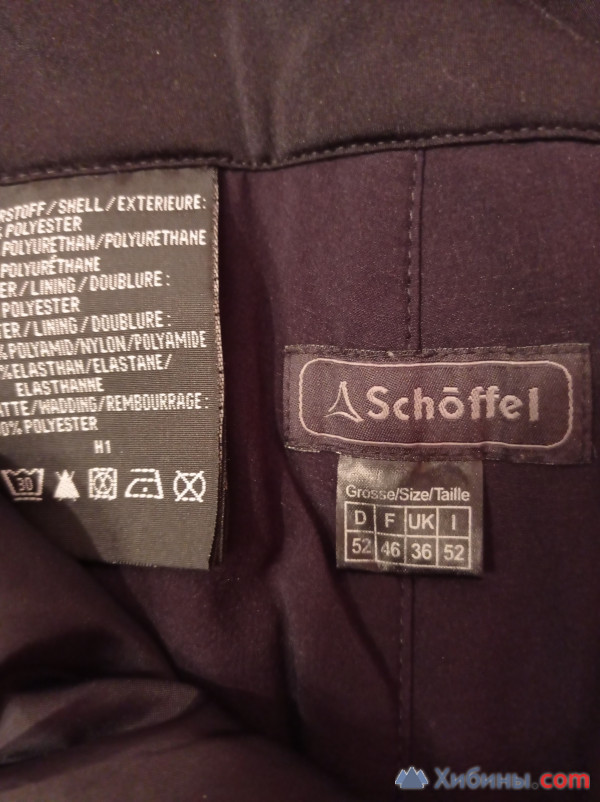 RSTOFF/SHELL/EXTERIEURE:
POLYESTER
POLYURETHAN/POLYURETHANE
POLYURÉTHANE
ER/LINING/DOUBLURE:
POLYESTER
TER/LINING/DOUBLURE:
%POLYAMID/NYLON/POLYAMIDE
%ELASTHAN/ELASTANE/
ELASTHANNE
ATTE/WADDING/REMBOURRAGE:
0% POLYESTER
H1
30
Schöffel
Grösse/Size/Taille
D F UK I
52 46 36 52
Хибины.com